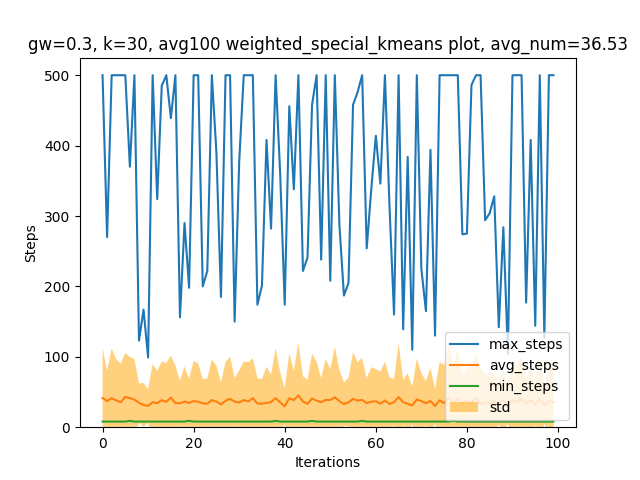 gw=0.3, k=30, avg100 weighted_special_kmeans plot, avg_num=36.53
500
400
300
200
100
0
Steps
max_steps
avg_steps
min_steps
std
0 20 40 60 80 100
Iterations